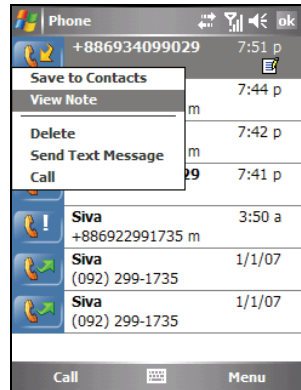 Phone ok
+886934099029 7:51 p
Save to Contacts
View Note
7:44 p
m
Delete
7:42 p
Send Text Message
m
Call
29 7:41 p
Siva 3:50 a
+886922991735 m
Siva 1/1/07
(092) 299-1735
Siva 1/1/07
(092) 299-1735
Call Menu